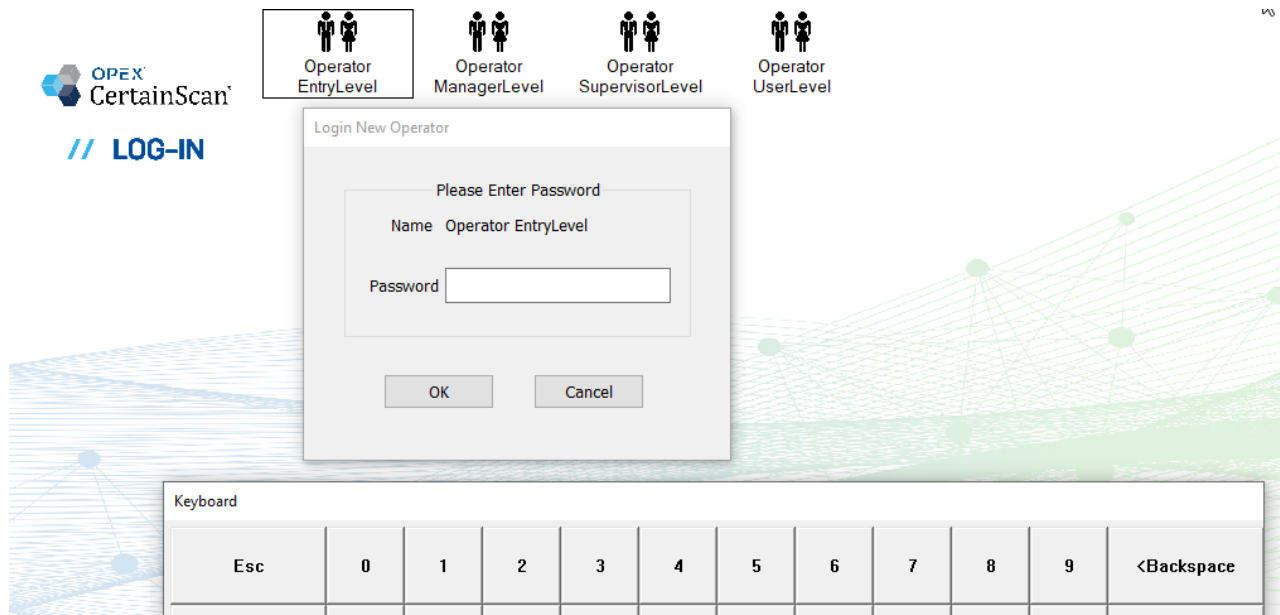 Operator
EntryLevel
Operator
ManagerLevel
Operator
SupervisorLevel
Operator
UserLevel
OPEX
CertainScan
// LOG-IN
Login New Operator
Please Enter Password
Name Operator EntryLevel
Password
OK Cancel
Keyboard
Esc 0 1 2 3 4 5 6 7 8 9 <Backspace